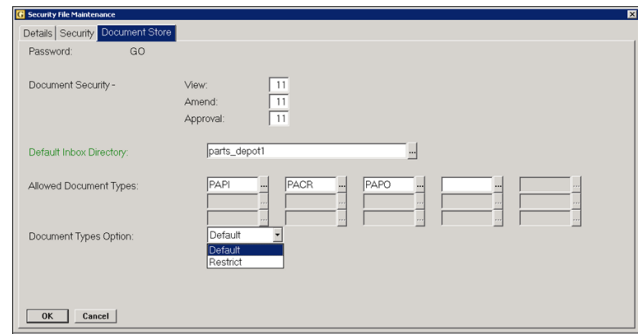 Security File Maintenance
Details Security Document Store
Password: GO
Document Security - View: 11
Amend: 11
Approval: 11
Default Inbox Directory: parts_depot1 ...
Allowed Document Types: PAPI ... PACR ... PAPO ... ... ...
... ... ... ... ...
... ... ... ... ...
Document Types Option: Default
Default
Restrict
OK Cancel